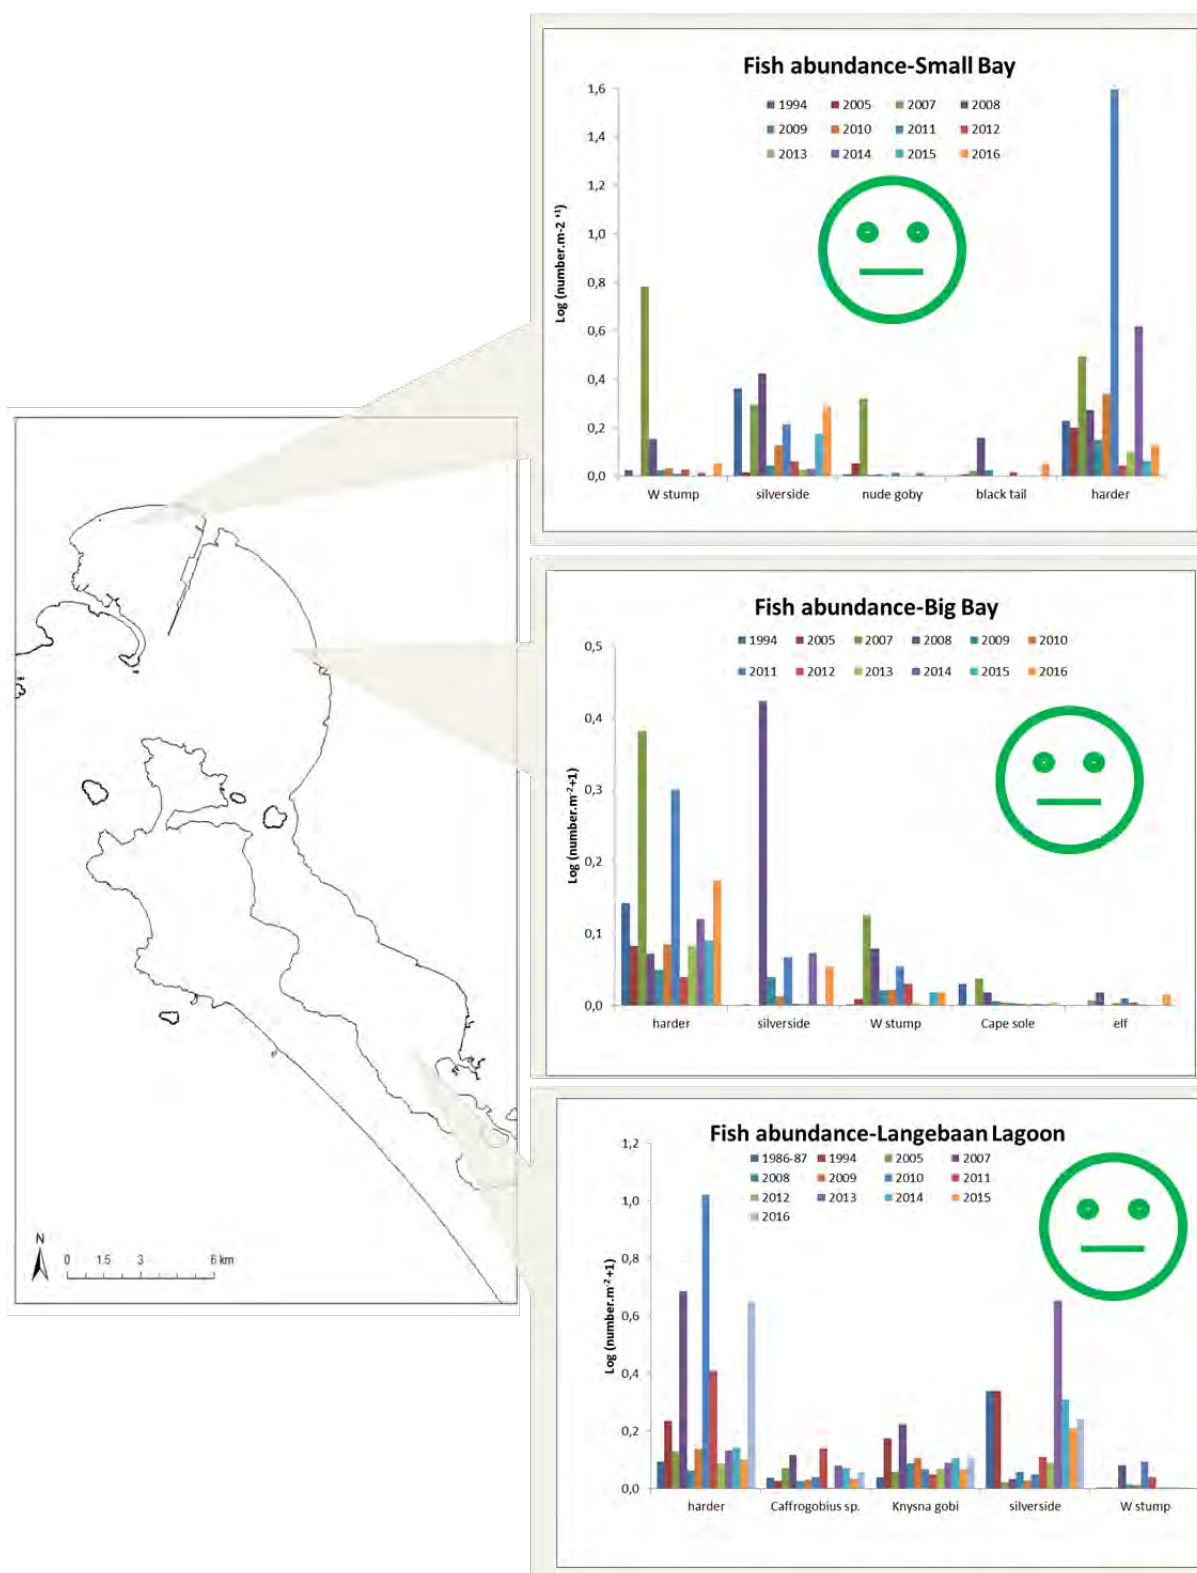 Fish abundance-Small Bay
1,6
1,4
1,2
1,0
0,8
0,6
0,4
0,2
0,0
Log (number.m-2 +1)
1994 2005 2007 2008
2009 2010 2011 2012
2013 2014 2015 2016
W stump silverside nude goby black tail harder
Fish abundance-Big Bay
0,5
0,4
0,3
0,2
0,1
0,0
Log (number.m-2+1)
1994 2005 2007 2008 2009 2010
2011 2012 2013 2014 2015 2016
harder silverside W stump Cape sole elf
Fish abundance-Langebaan Lagoon
1,2
1,0
0,8
0,6
0,4
0,2
0,0
Log (number.m-2+1)
1986-87 1994 2005 2007
2008 2009 2010 2011
2012 2013 2014 2015
2016
harder Caffrogobius sp. Knysna gobi silverside W stump
N
0 1.5 3 6 km